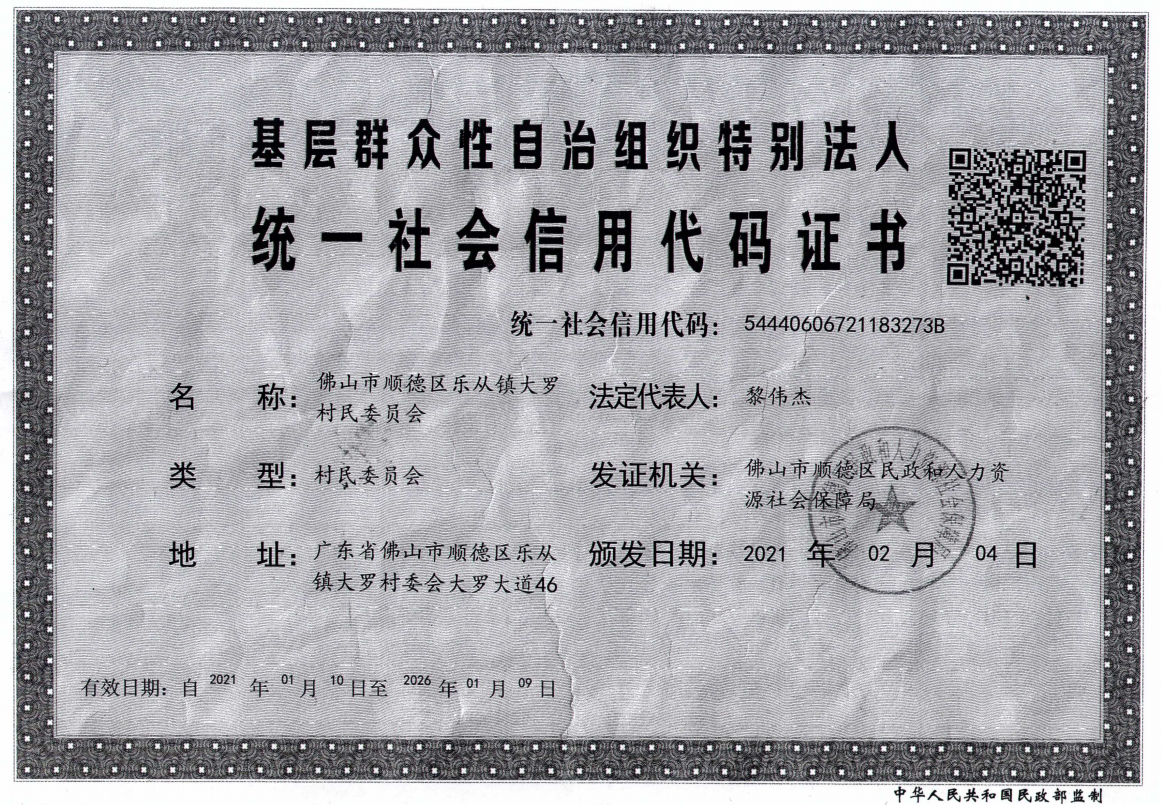 基层群众性自治组织特别法人
统一社会信用代码证书
统一社会信用代码： 54440606721183273B
名 称： 佛山市顺德区乐从镇大罗
村民委员会
法定代表人： 黎伟杰
类 型： 村民委员会
发证机关： 佛山市顺德区民政和人力资
源社会保障局
地 址： 广东省佛山市顺德区乐从
镇大罗村委会大罗大道46
颁发日期： 2021 年 02 月 04 日
有效日期：自 2021 年 01 月 10 日至 2026 年 01 月 09 日
中华人民共和国民政部监制